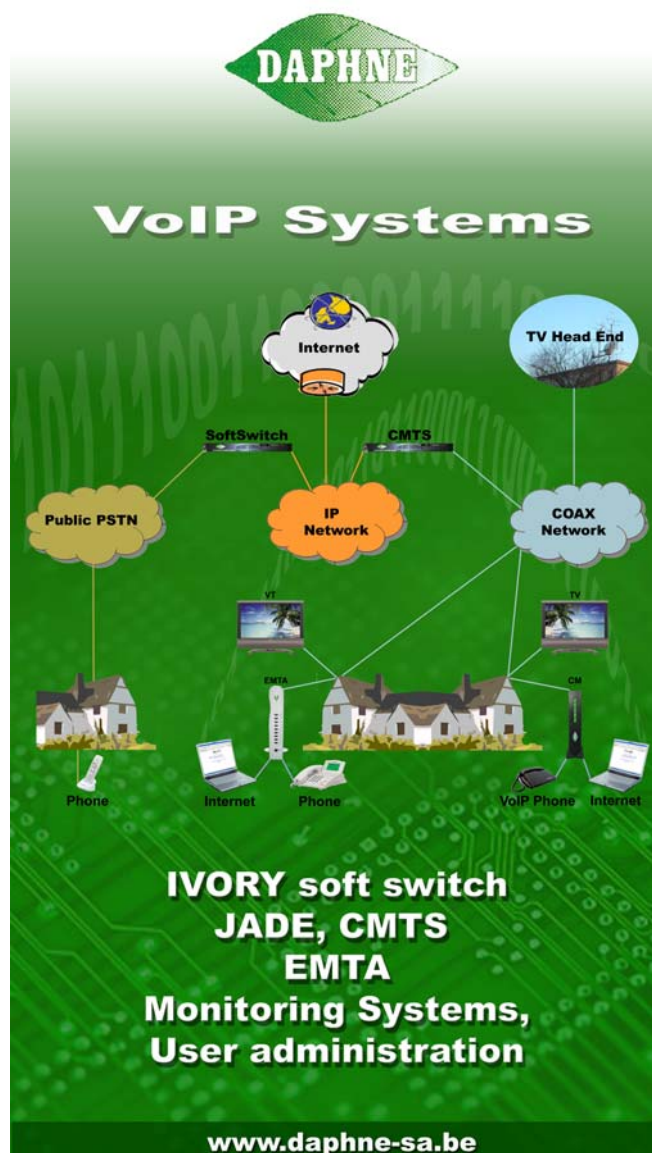 DAPHNE
VoIP Systems
Internet
TV Head End
SoftSwitch
CMTS
Public PSTN
IP
Network
COAX
Network
VT
TV
EMTA
CM
Phone
Internet
Phone
VoIP Phone
Internet
IVORY soft switch
JADE, CMTS
EMTA
Monitoring Systems,
User administration
www.daphne-sa.be